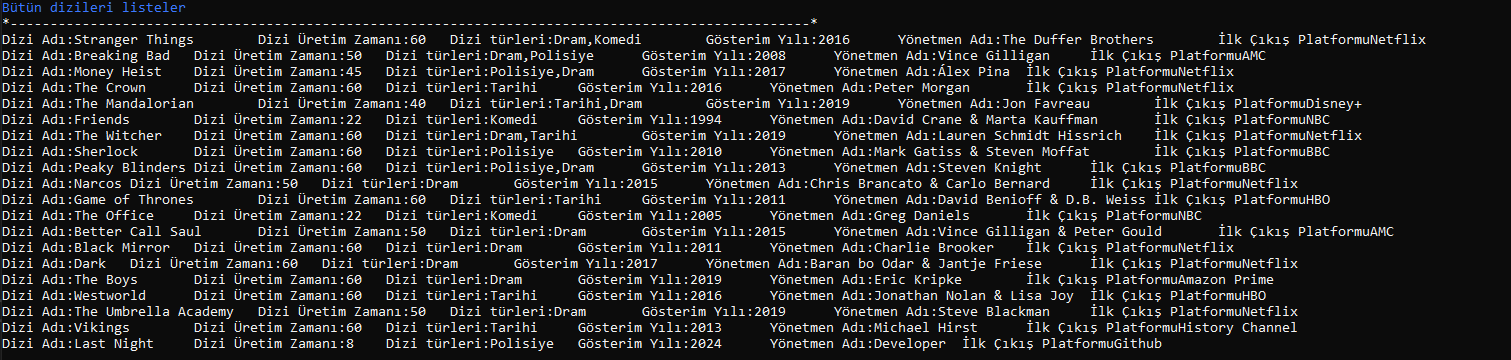 Bütün dizileri listeler
*----------------------------------------------------------------------------------------------------*
Dizi Adı:Stranger Things Dizi Üretim Zamanı:60 Dizi türleri:Dram,Komedi Gösterim Yılı:2016 Yönetmen Adı:The Duffer Brothers İlk Çıkış PlatformuNetflix
Dizi Adı:Breaking Bad Dizi Üretim Zamanı:50 Dizi türleri:Dram,Polisiye Gösterim Yılı:2008 Yönetmen Adı:Vince Gilligan İlk Çıkış PlatformuAMC
Dizi Adı:Money Heist Dizi Üretim Zamanı:45 Dizi türleri:Polisiye,Dram Gösterim Yılı:2017 Yönetmen Adı:Álex Pina İlk Çıkış PlatformuNetflix
Dizi Adı:The Crown Dizi Üretim Zamanı:60 Dizi türleri:Tarihi Gösterim Yılı:2016 Yönetmen Adı:Peter Morgan İlk Çıkış PlatformuNetflix
Dizi Adı:The Mandalorian Dizi Üretim Zamanı:40 Dizi türleri:Tarihi,Dram Gösterim Yılı:2019 Yönetmen Adı:Jon Favreau İlk Çıkış PlatformuDisney+
Dizi Adı:Friends Dizi Üretim Zamanı:22 Dizi türleri:Komedi Gösterim Yılı:1994 Yönetmen Adı:David Crane & Marta Kauffman İlk Çıkış PlatformuNBC
Dizi Adı:The Witcher Dizi Üretim Zamanı:60 Dizi türleri:Dram,Tarihi Gösterim Yılı:2019 Yönetmen Adı:Lauren Schmidt Hissrich İlk Çıkış PlatformuNetflix
Dizi Adı:Sherlock Dizi Üretim Zamanı:60 Dizi türleri:Polisiye Gösterim Yılı:2010 Yönetmen Adı:Mark Gatiss & Steven Moffat İlk Çıkış PlatformuBBC
Dizi Adı:Peaky Blinders Dizi Üretim Zamanı:60 Dizi türleri:Polisiye,Dram Gösterim Yılı:2013 Yönetmen Adı:Steven Knight İlk Çıkış PlatformuBBC
Dizi Adı:Narcos Dizi Üretim Zamanı:50 Dizi türleri:Dram Gösterim Yılı:2015 Yönetmen Adı:Chris Brancato & Carlo Bernard İlk Çıkış PlatformuNetflix
Dizi Adı:Game of Thrones Dizi Üretim Zamanı:60 Dizi türleri:Tarihi Gösterim Yılı:2011 Yönetmen Adı:David Benioff & D.B. Weiss İlk Çıkış PlatformuHBO
Dizi Adı:The Office Dizi Üretim Zamanı:22 Dizi türleri:Komedi Gösterim Yılı:2005 Yönetmen Adı:Greg Daniels İlk Çıkış PlatformuNBC
Dizi Adı:Better Call Saul Dizi Üretim Zamanı:50 Dizi türleri:Dram Gösterim Yılı:2015 Yönetmen Adı:Vince Gilligan & Peter Gould İlk Çıkış PlatformuAMC
Dizi Adı:Black Mirror Dizi Üretim Zamanı:60 Dizi türleri:Dram Gösterim Yılı:2011 Yönetmen Adı:Charlie Brooker İlk Çıkış PlatformuNetflix
Dizi Adı:Dark Dizi Üretim Zamanı:60 Dizi türleri:Dram Gösterim Yılı:2017 Yönetmen Adı:Baran bo Odar & Jantje Friese İlk Çıkış PlatformuNetflix
Dizi Adı:The Boys Dizi Üretim Zamanı:60 Dizi türleri:Dram Gösterim Yılı:2019 Yönetmen Adı:Eric Kripke İlk Çıkış PlatformuAmazon Prime
Dizi Adı:Westworld Dizi Üretim Zamanı:60 Dizi türleri:Tarihi Gösterim Yılı:2016 Yönetmen Adı:Jonathan Nolan & Lisa Joy İlk Çıkış PlatformuHBO
Dizi Adı:The Umbrella Academy Dizi Üretim Zamanı:50 Dizi türleri:Dram Gösterim Yılı:2019 Yönetmen Adı:Steve Blackman İlk Çıkış PlatformuNetflix
Dizi Adı:Vikings Dizi Üretim Zamanı:60 Dizi türleri:Tarihi Gösterim Yılı:2013 Yönetmen Adı:Michael Hirst İlk Çıkış PlatformuHistory Channel
Dizi Adı:Last Night Dizi Üretim Zamanı:8 Dizi türleri:Polisiye Gösterim Yılı:2024 Yönetmen Adı:Developer İlk Çıkış PlatformuGithub